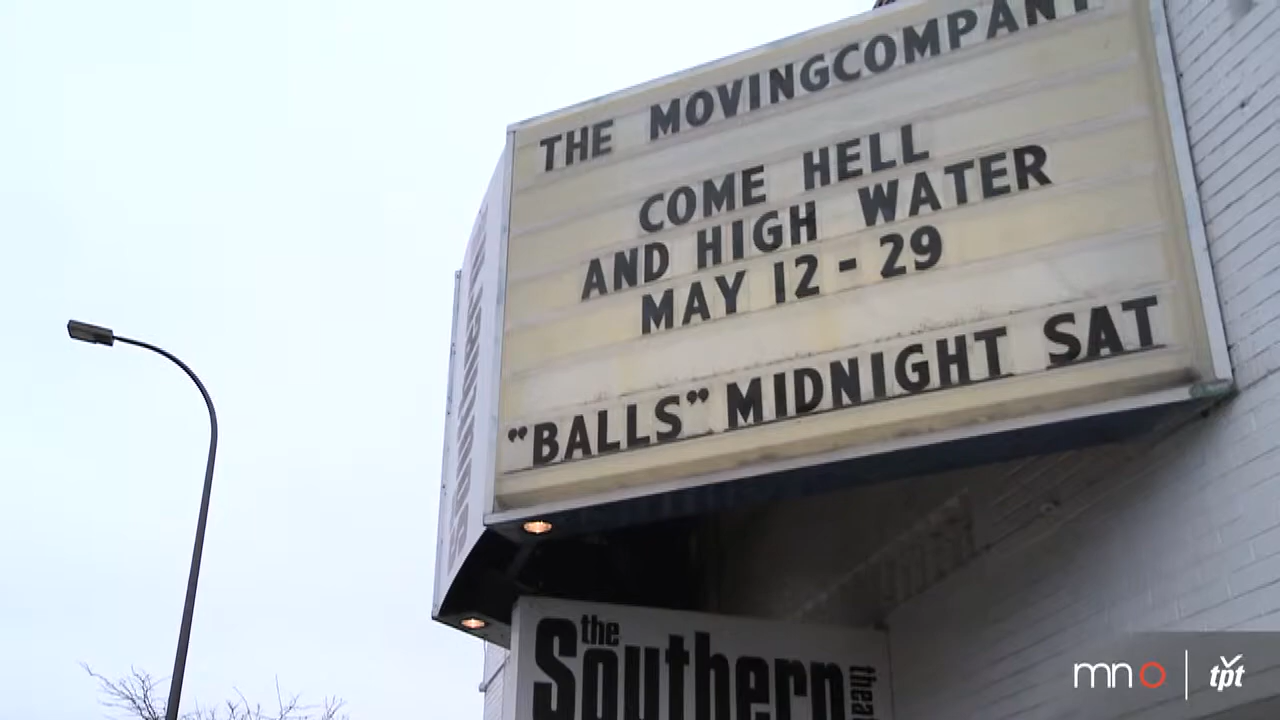 THE MOVINGCOMPANY
COME HELL
AND HIGH WATER
MAY 12-29
"BALLS" MIDNIGHT SAT
the
Southern
mn
tpt